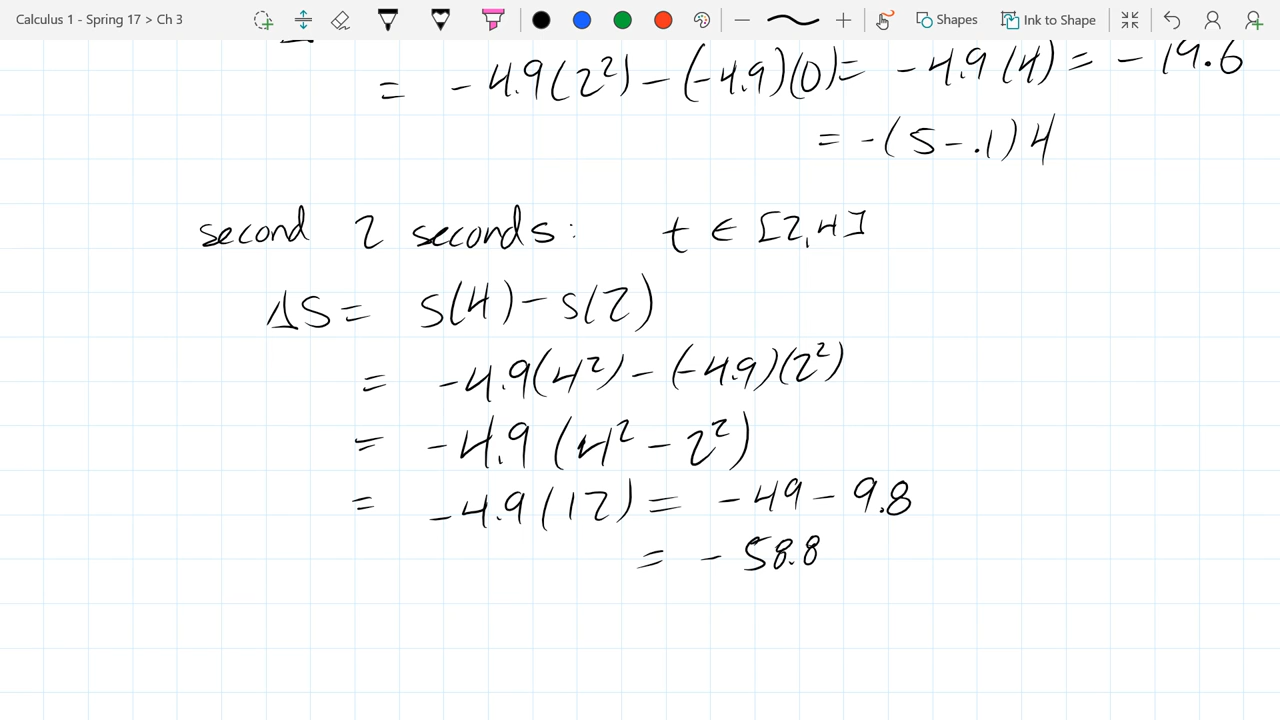 Calculus 1 - Spring 17 > Ch 3
Shapes
Ink to Shape
= -4.9(2²) - (-4.9)(0) = -4.9(4) = -19.6
= -(5-.1)4
second 2 seconds: t ∈ [2,4]
ΔS = s(4) - s(2)
= -4.9(4²) - (-4.9)(2²)
= -4.9(4² - 2²)
= -4.9(12) = -49 - 9.8
= -58.8